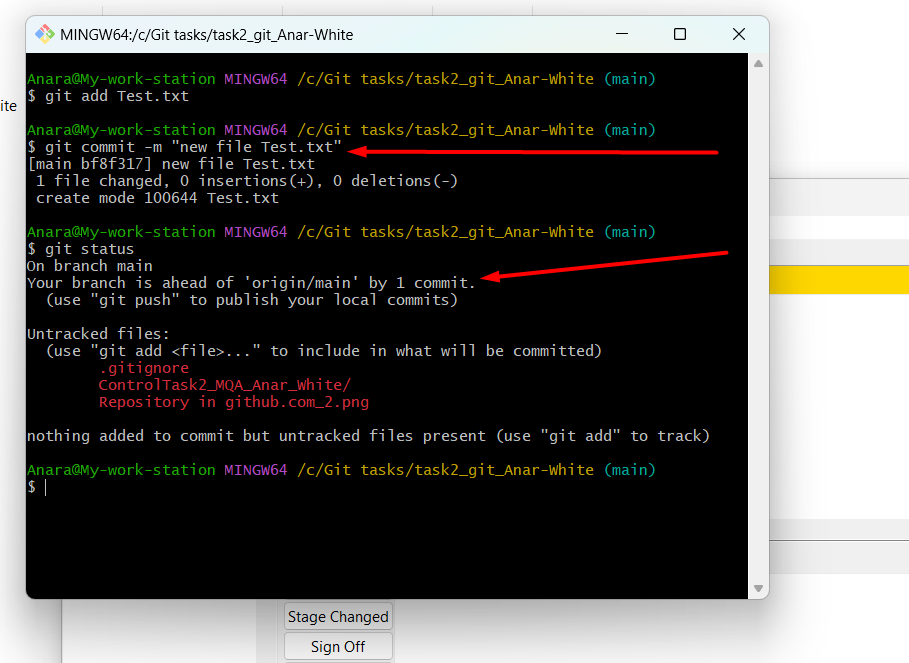 MINGW64:/c/Git tasks/task2_git_Anar-White
ite
Anara@My-work-station MINGW64 /c/Git tasks/task2_git_Anar-White (main)
$ git add Test.txt
Anara@My-work-station MINGW64 /c/Git tasks/task2_git_Anar-White (main)
$ git commit -m "new file Test.txt"
[main bf8f317] new file Test.txt
1 file changed, 0 insertions(+), 0 deletions(-)
create mode 100644 Test.txt
Anara@My-work-station MINGW64 /c/Git tasks/task2_git_Anar-White (main)
$ git status
On branch main
Your branch is ahead of 'origin/main' by 1 commit.
(use "git push" to publish your local commits)
Untracked files:
(use "git add <file>..." to include in what will be committed)
.gitignore
ControlTask2_MQA_Anar_White/
Repository in github.com_2.png
nothing added to commit but untracked files present (use "git add" to track)
Anara@My-work-station MINGW64 /c/Git tasks/task2_git_Anar-White (main)
$
Stage Changed
Sign Off